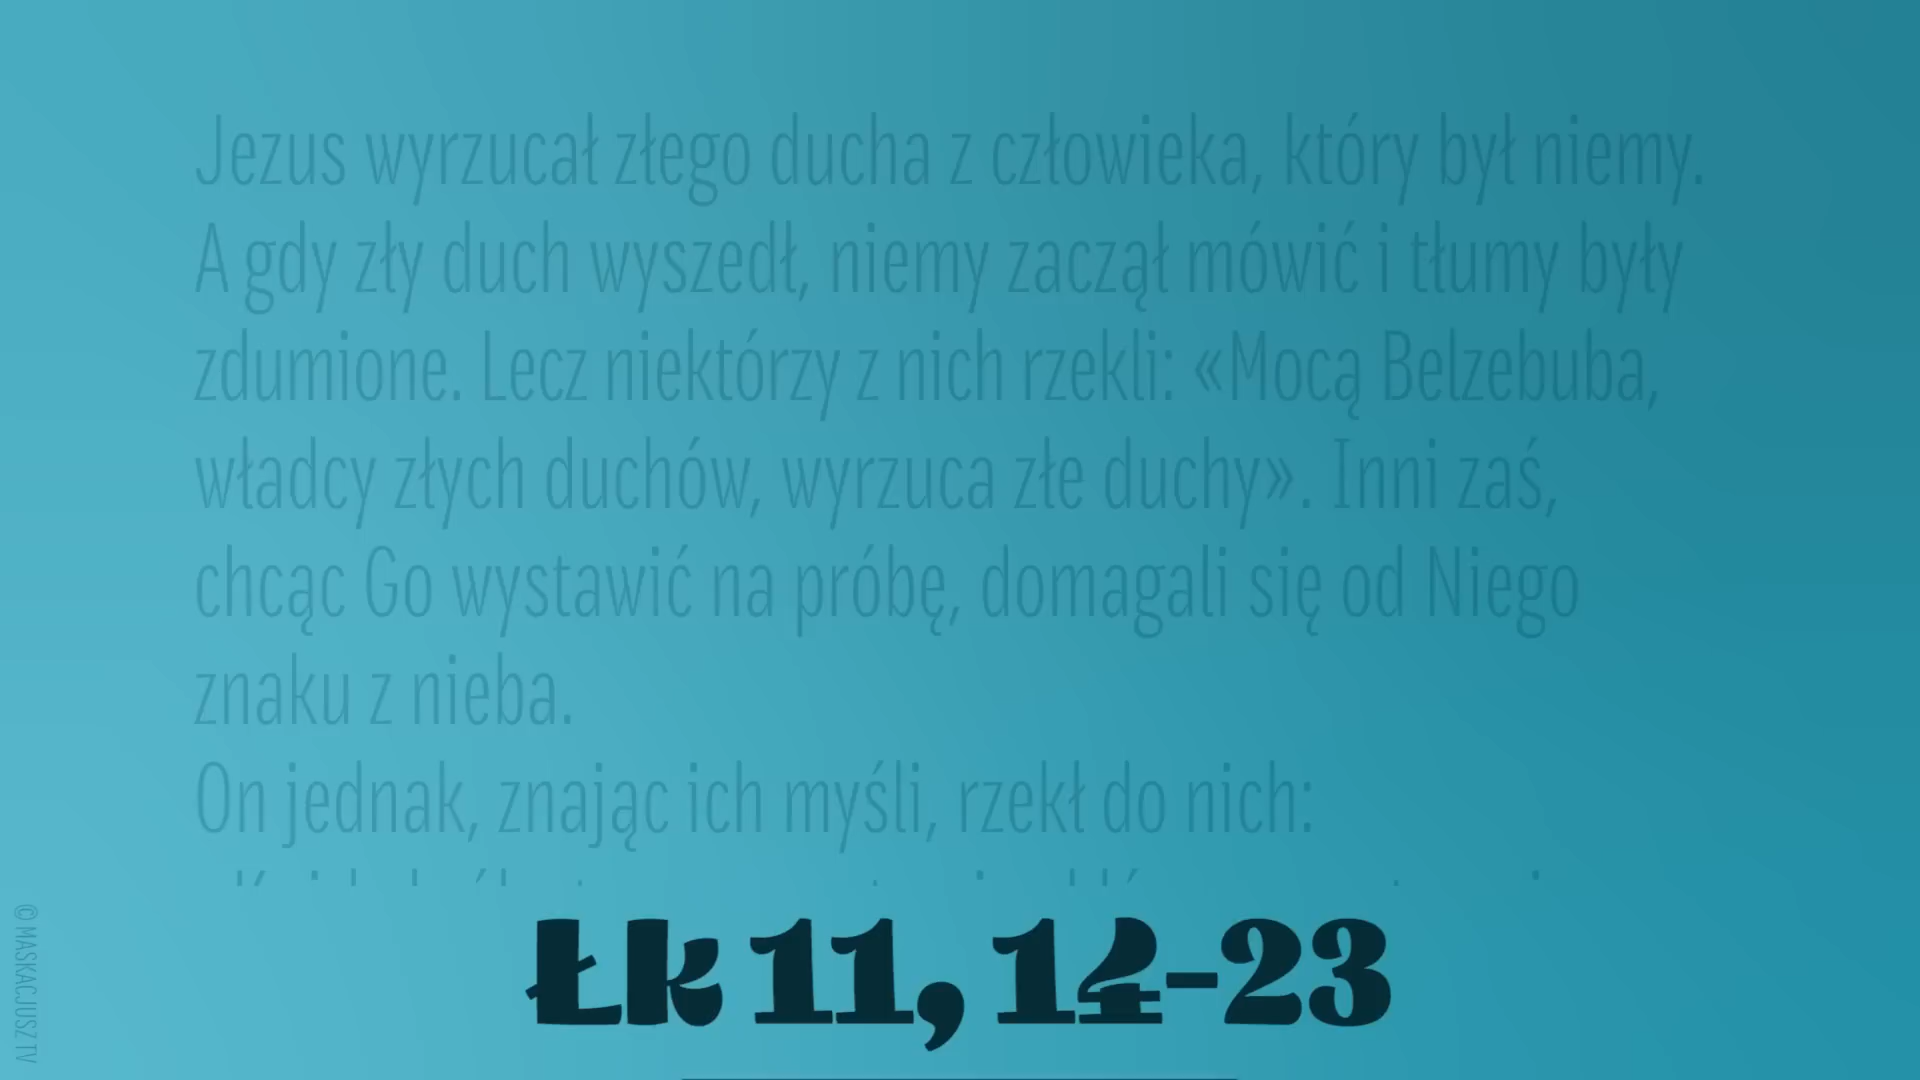 Jezus wyrzucał złego ducha z człowieka, który był niemy.
A gdy zły duch wyszedł, niemy zaczął mówić i tłumy były
zdumione. Lecz niektórzy z nich rzekli: «Mocą Belzebuba,
władcy złych duchów, wyrzuca złe duchy». Inni zaś,
chcąc Go wystawić na próbę, domagali się od Niego
znaku z nieba.
On jednak, znając ich myśli, rzekł do nich:
Łk 11, 14-23
© MASKACJUSZ TV